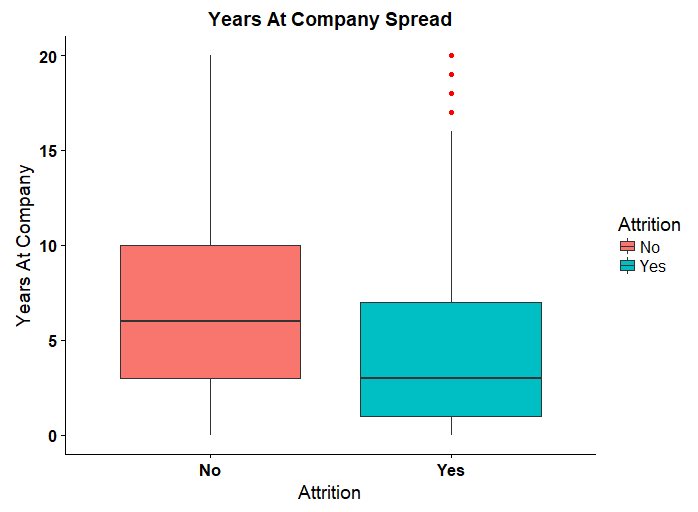 Years At Company Spread
Years At Company
20
15
10
5
0
No
Yes
Attrition
Attrition
No
Yes